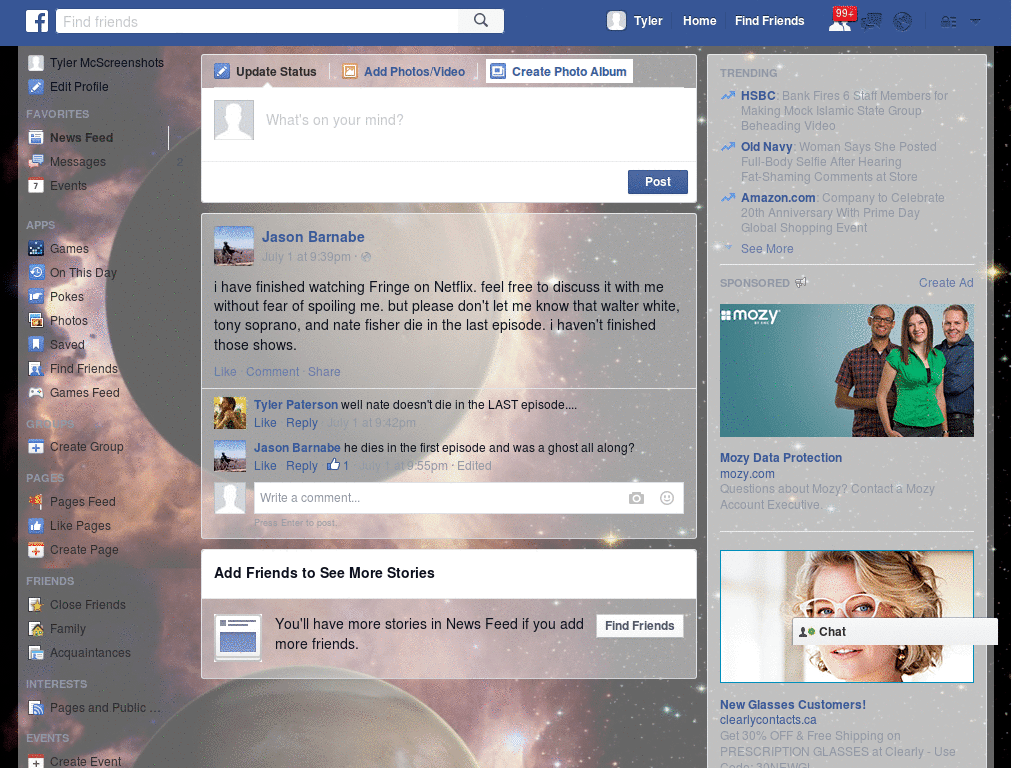 Find friends
Tyler
Home
Find Friends
99+
Tyler McScreenshots
Edit Profile
FAVORITES
News Feed
Messages
2
Events
APPS
Games
On This Day
Pokes
Photos
Saved
Find Friends
Games Feed
GROUPS
Create Group
PAGES
Pages Feed
Like Pages
Create Page
FRIENDS
Close Friends
Family
Acquaintances
INTERESTS
Pages and Public ...
EVENTS
Create Event
Update Status
Add Photos/Video
Create Photo Album
What's on your mind?
Post
Jason Barnabe
July 1 at 9:39pm ·
i have finished watching Fringe on Netflix. feel free to discuss it with me
without fear of spoiling me. but please don't let me know that walter white,
tony soprano, and nate fisher die in the last episode. i haven't finished
those shows.
Like · Comment · Share
Tyler Paterson well nate doesn't die in the LAST episode....
Like · Reply · July 1 at 9:42pm
Jason Barnabe he dies in the first episode and was a ghost all along?
Like · Reply · 1 · July 1 at 9:55pm · Edited
Write a comment...
Press Enter to post.
Add Friends to See More Stories
You'll have more stories in News Feed if you add
more friends.
Find Friends
TRENDING
HSBC: Bank Fires 6 Staff Members for
Making Mock Islamic State Group
Beheading Video
Old Navy: Woman Says She Posted
Full-Body Selfie After Hearing
Fat-Shaming Comments at Store
Amazon.com: Company to Celebrate
20th Anniversary With Prime Day
Global Shopping Event
See More
SPONSORED
Create Ad
mozy
BY EMC
Mozy Data Protection
mozy.com
Questions about Mozy? Contact a Mozy
Account Executive.
Chat
New Glasses Customers!
clearlycontacts.ca
Get 30% OFF & Free Shipping on
PRESCRIPTION GLASSES at Clearly - Use
Code: 30NEWGL